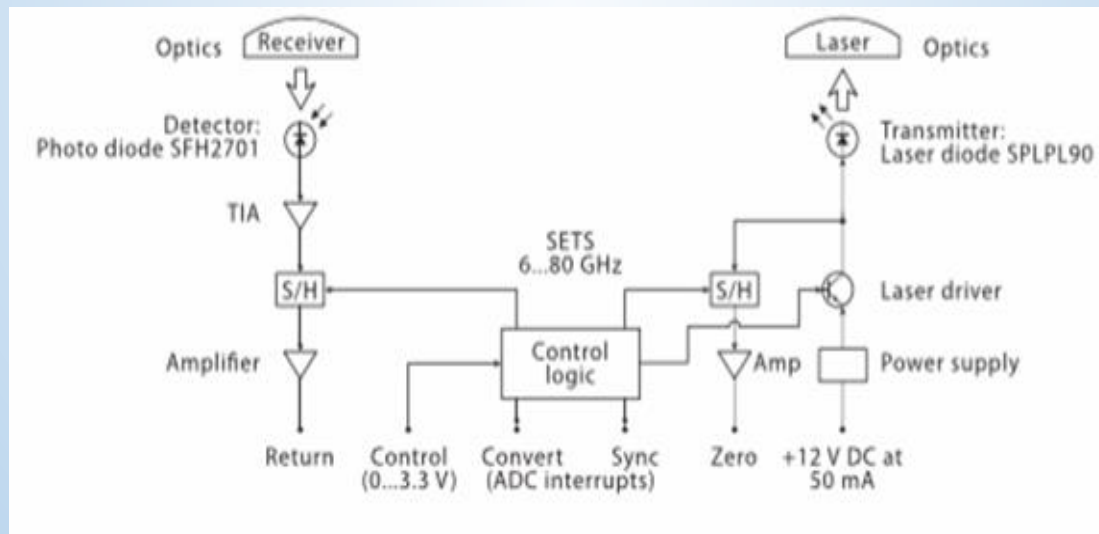 Optics
Receiver
Laser
Optics
Detector:
Photo diode SFH2701
Transmitter:
Laser diode SPLPL90
TIA
SETS
6...80 GHz
S/H
S/H
Laser driver
Amplifier
Control
logic
Amp
Power supply
Return
Control
(0...3.3 V)
Convert
Sync
(ADC interrupts)
Zero
+12 V DC at
50 mA